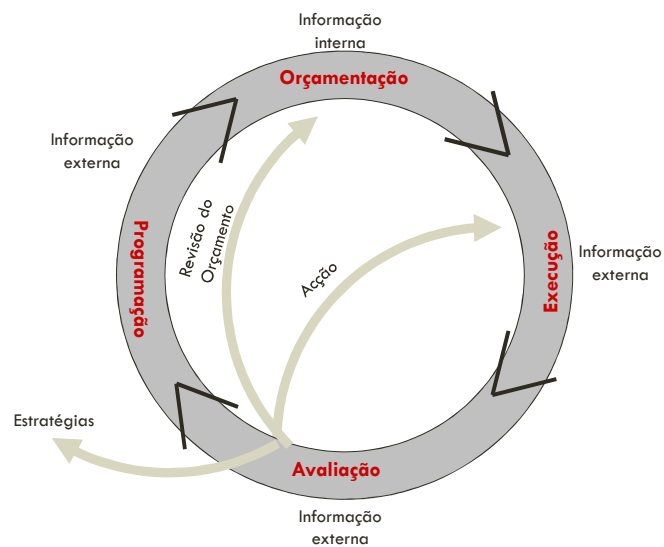 Informação
interna
Orçamentação
Informação
externa
Programação
Revisão do
Orçamento
Acção
Execução
Informação
externa
Estratégias
Avaliação
Informação
externa